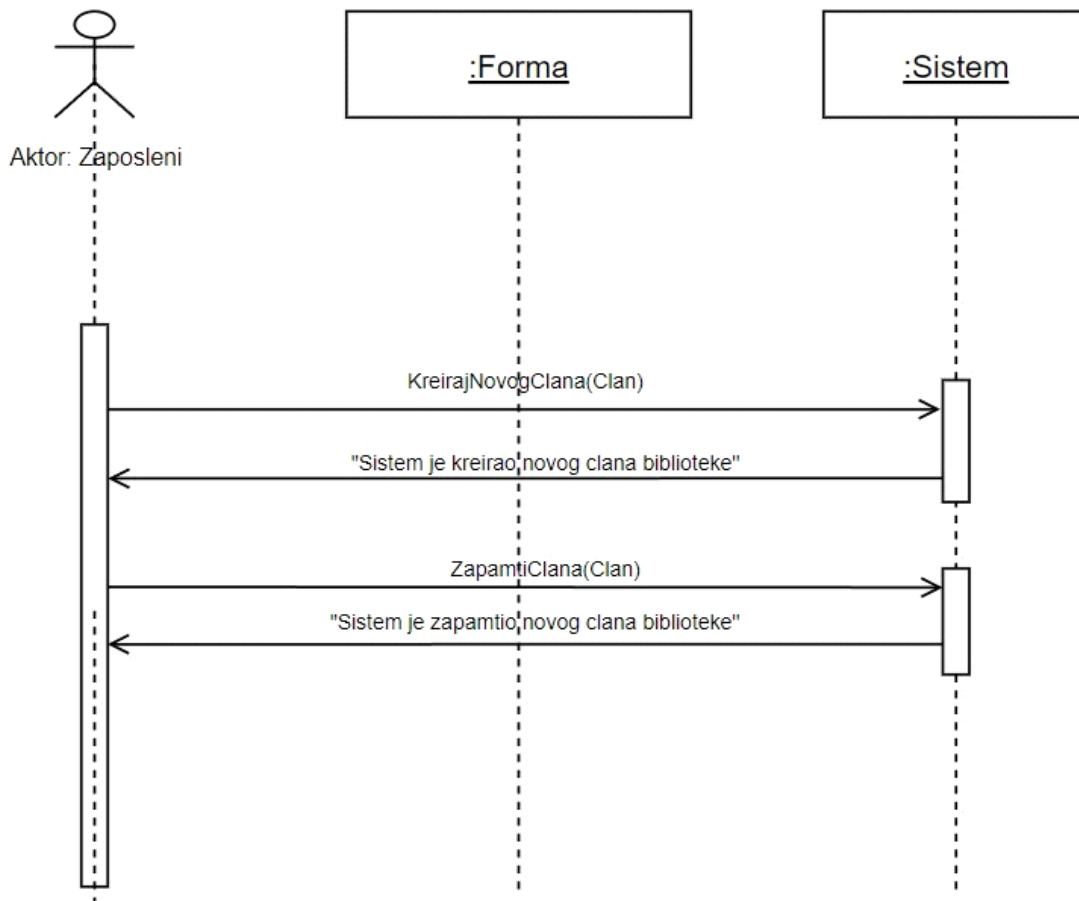 :Forma
:Sistem
Aktor: Zaposleni
KreirajNovogClana(Clan)
"Sistem je kreirao novog clana biblioteke"
ZapamtiClana(Clan)
"Sistem je zapamtio novog clana biblioteke"